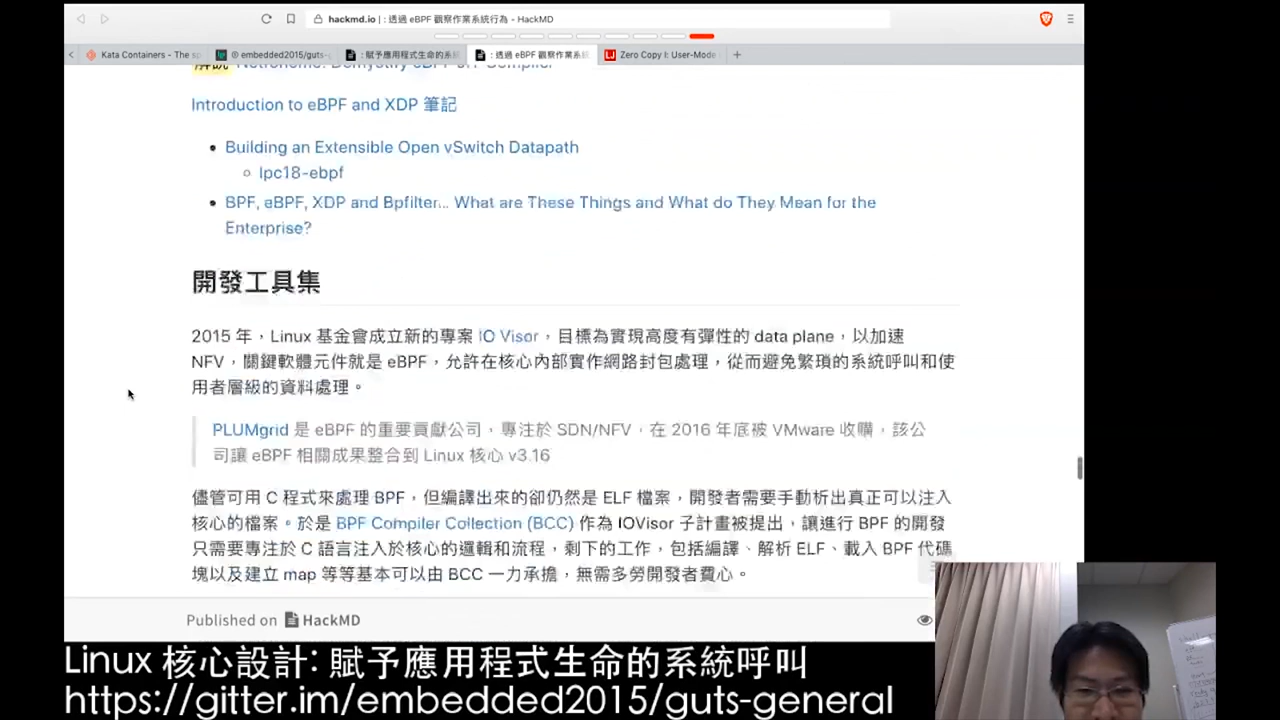 hackmd.io | : 透過 eBPF 觀察作業系統行為 - HackMD
Kata Containers - The sp
embedded2015/guts-
: 賦予應用程式生命的系統
: 透過 eBPF 觀察作業系統
Zero Copy I: User-Mode
Introduction to eBPF and XDP 筆記
Building an Extensible Open vSwitch Datapath
lpc18-ebpf
BPF, eBPF, XDP and Bpfilter... What are These Things and What do They Mean for the
Enterprise?
開發工具集
2015 年，Linux 基金會成立新的專案 IO Visor，目標為實現高度有彈性的 data plane，以加速
NFV，關鍵軟體元件就是 eBPF，允許在核心內部實作網路封包處理，從而避免繁瑣的系統呼叫和使
用者層級的資料處理。
PLUMgrid 是 eBPF 的重要貢獻公司，專注於 SDN/NFV，在 2016 年底被 VMware 收購，該公
司讓 eBPF 相關成果整合到 Linux 核心 v3.16
儘管可用 C 程式來處理 BPF，但編譯出來的卻仍然是 ELF 檔案，開發者需要手動析出真正可以注入
核心的檔案。於是 BPF Compiler Collection (BCC) 作為 IOVisor 子計畫被提出，讓進行 BPF 的開發
只需要專注於 C 語言注入於核心的邏輯和流程，剩下的工作，包括編譯、解析 ELF、載入 BPF 代碼
塊以及建立 map 等等基本可以由 BCC 一力承擔，無需多勞開發者費心。
Published on HackMD
Linux 核心設計: 賦予應用程式生命的系統呼叫
https://gitter.im/embedded2015/guts-general